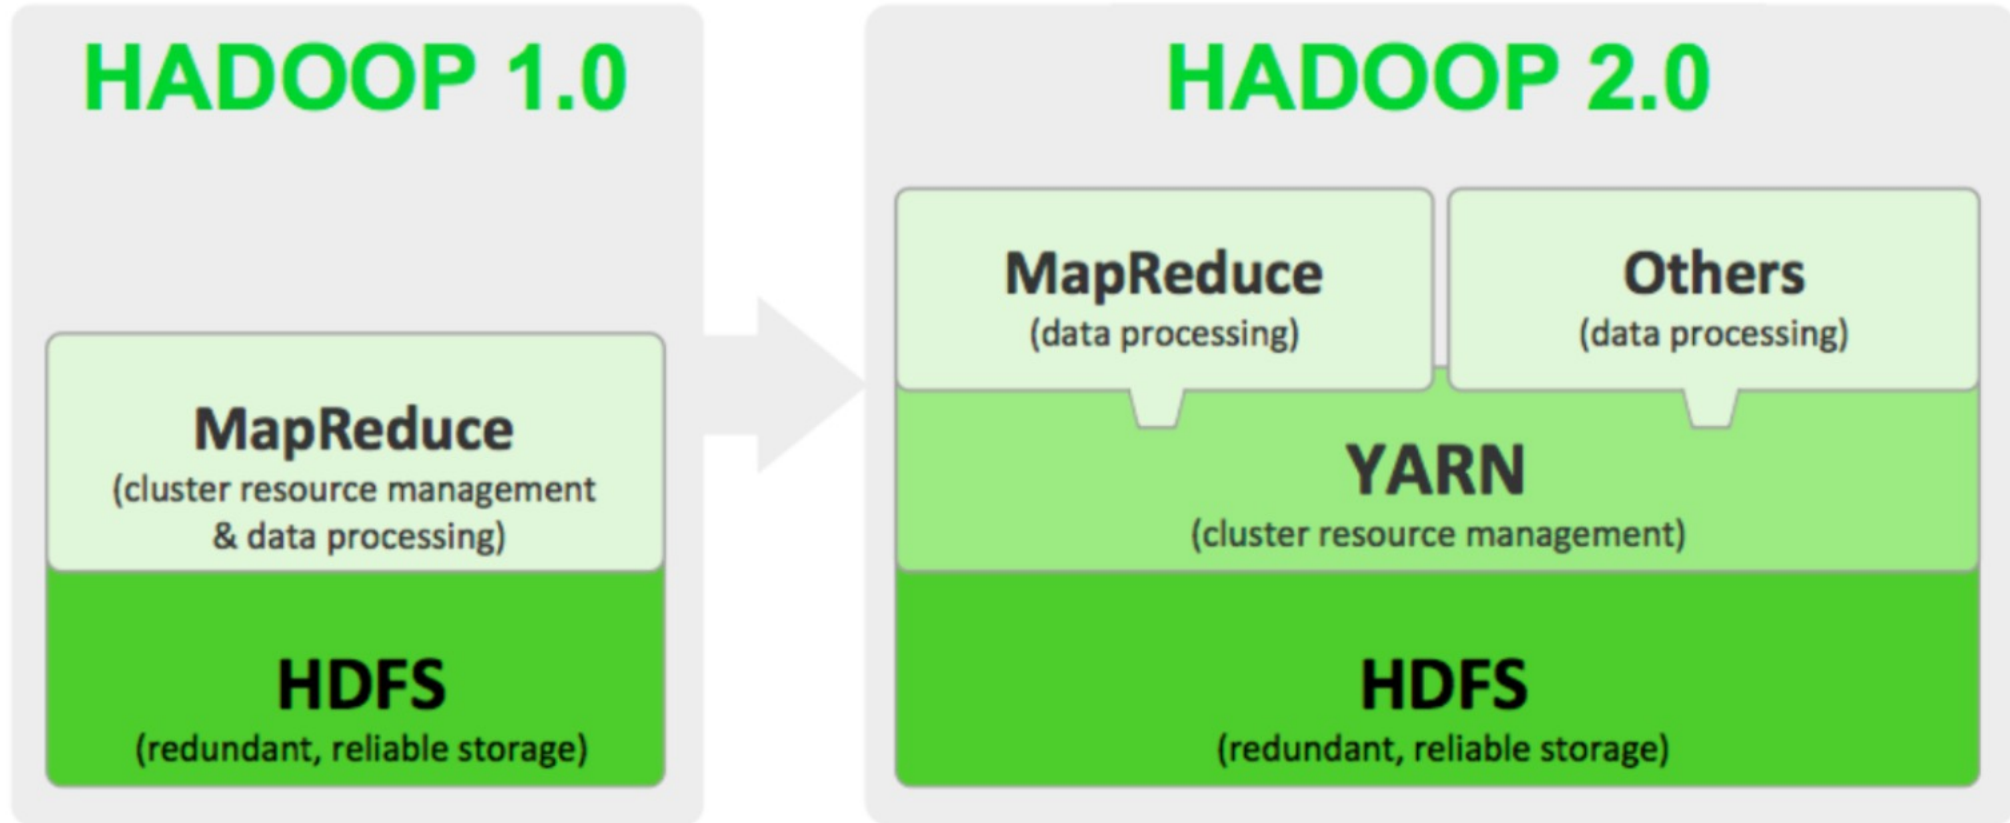 HADOOP 1.0
MapReduce
(cluster resource management
& data processing)
HDFS
(redundant, reliable storage)
HADOOP 2.0
MapReduce
(data processing)
Others
(data processing)
YARN
(cluster resource management)
HDFS
(redundant, reliable storage)